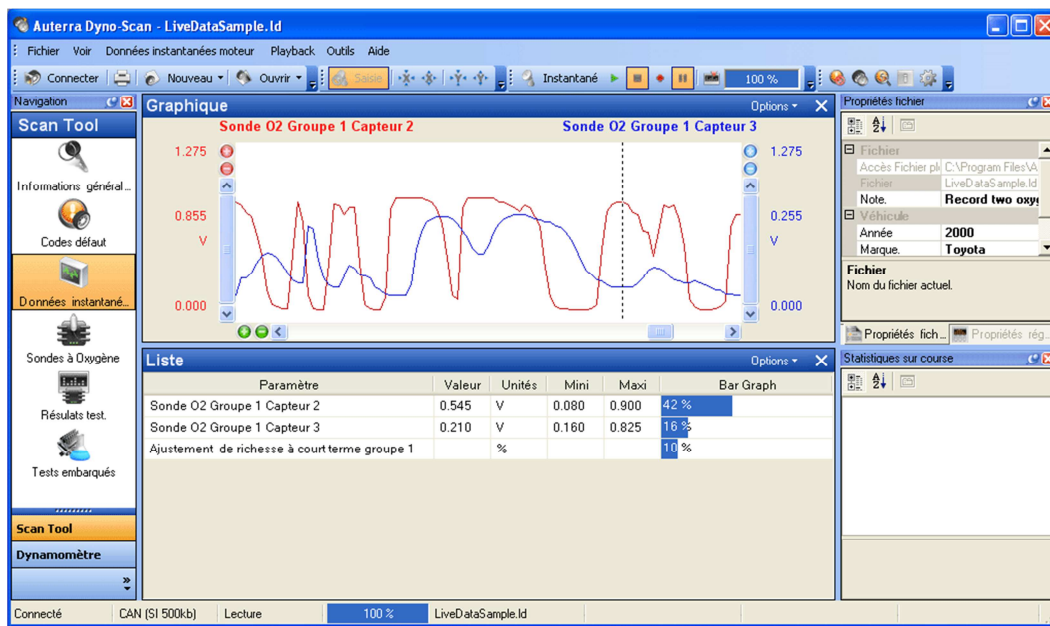 Auterra Dyno-Scan - LiveDataSample.ld
Fichier Voir Données instantanées moteur Playback Outils Aide
Connecter Nouveau Ouvrir Saisie Instantané 100 %
Navigation
Scan Tool
Informations général...
Codes défaut
Données instantané...
Sondes à Oxygène
Résulats test.
Tests embarqués
Scan Tool
Dynamomètre
Graphique Options
Sonde O2 Groupe 1 Capteur 2 Sonde O2 Groupe 1 Capteur 3
1.275 1.275
0.855 0.255
V V
0.000 0.000
Liste Options
Paramètre Valeur Unités Mini Maxi Bar Graph
Sonde O2 Groupe 1 Capteur 2 0.545 V 0.080 0.900 42 %
Sonde O2 Groupe 1 Capteur 3 0.210 V 0.160 0.825 16 %
Ajustement de richesse à court terme groupe 1 % 10 %
Propriétés fichier
Fichier
Accès Fichier pl C:\Program Files\A
Fichier LiveDataSample.ld
Note. Record two oxy
Véhicule
Année 2000
Marque. Toyota
Fichier
Nom du fichier actuel.
Propriétés fich... Propriétés rég...
Statistiques sur course
Connecté CAN (SI 500kb) Lecture 100 % LiveDataSample.ld